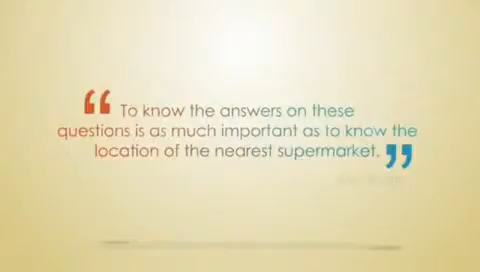 “ To know the answers on these
questions is as much important as to know the
location of the nearest supermarket. ”